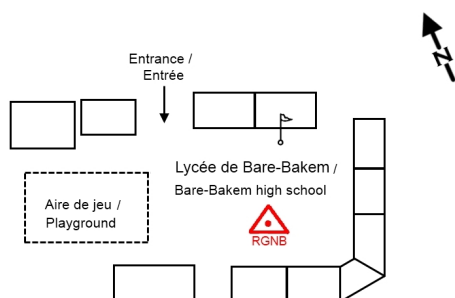 Entrance /
Entrée
N
Lycée de Bare-Bakem /
Bare-Bakem high school
Aire de jeu /
Playground
RGNB